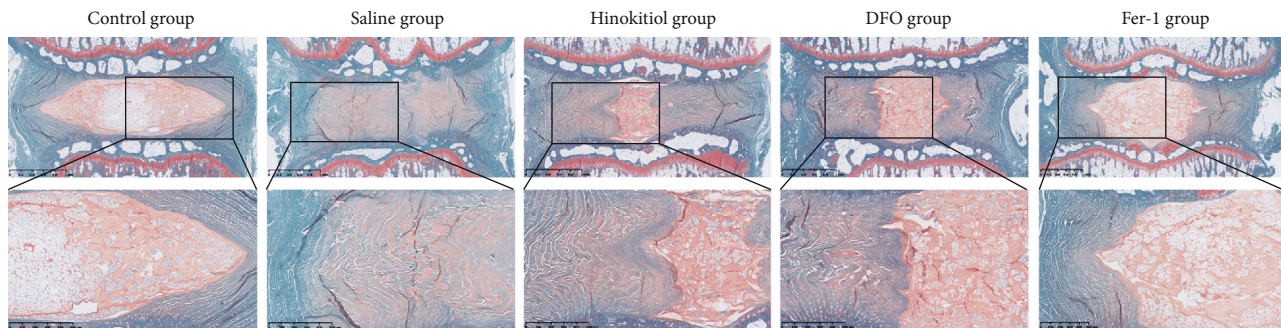 Control group
Saline group
Hinokitiol group
DFO group
Fer-1 group